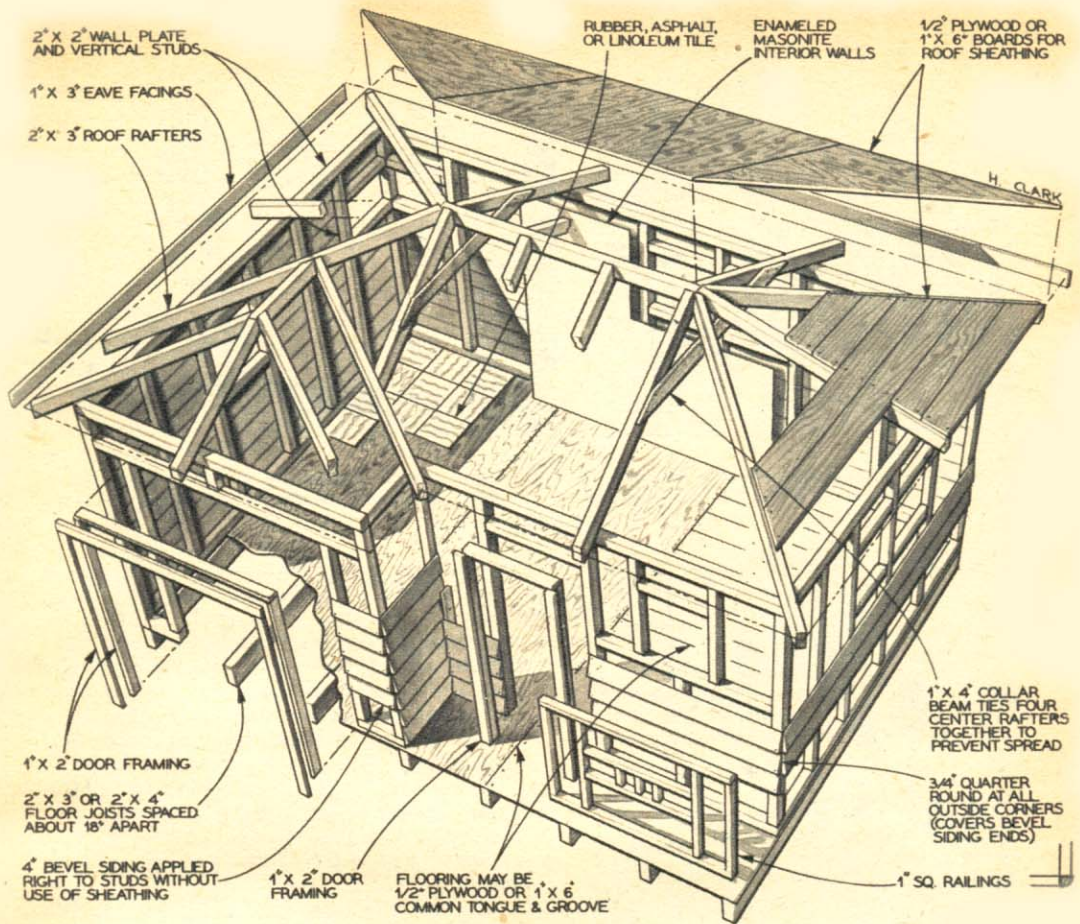 2" X 2" WALL PLATE
AND VERTICAL STUDS
1" X 3" EAVE FACINGS
2" X 3" ROOF RAFTERS
RUBBER, ASPHALT,
OR LINOLEUM TILE
ENAMELED
MASONITE
INTERIOR WALLS
1/2" PLYWOOD OR
1" X 6" BOARDS FOR
ROOF SHEATHING
H. CLARK
1" X 2" DOOR FRAMING
2" X 3" OR 2" X 4"
FLOOR JOISTS SPACED
ABOUT 18" APART
4" BEVEL SIDING APPLIED
RIGHT TO STUDS WITHOUT
USE OF SHEATHING
1" X 2" DOOR
FRAMING
FLOORING MAY BE
1/2" PLYWOOD OR 1" X 6"
COMMON TONGUE & GROOVE
1" X 4" COLLAR
BEAM TIES FOUR
CENTER RAFTERS
TOGETHER TO
PREVENT SPREAD
3/4" QUARTER
ROUND AT ALL
OUTSIDE CORNERS
(COVERS BEVEL
SIDING ENDS)
1" SQ. RAILINGS